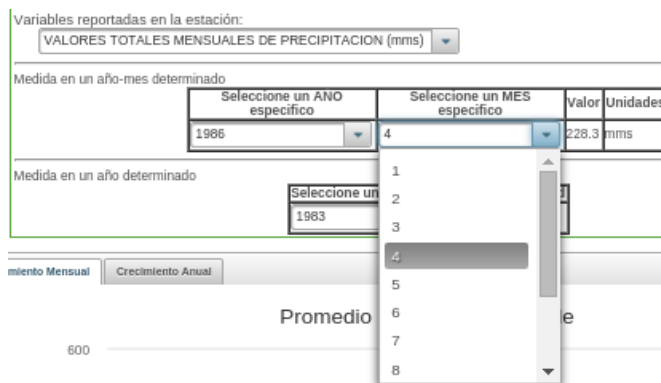 Variables reportadas en la estación:
VALORES TOTALES MENSUALES DE PRECIPITACION (mms)
Medida en un año-mes determinado
Seleccione un ANO especifico
Seleccione un MES especifico
Valor
Unidades
1986
4
228.3
mms
Medida en un año determinado
Seleccione un
1983
1
2
3
4
5
6
7
8
miento Mensual
Crecimiento Anual
Promedio
600